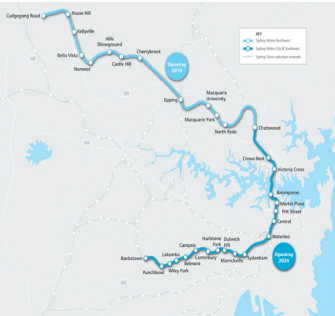 Cudgegong Road
Rouse Hill
Kellyville
Bella Vista
Norwest
Hills
Showground
Castle Hill
Cherrybrook
Opening
2019
Epping
Macquarie
University
Macquarie Park
North Ryde
Chatswood
Crows Nest
Victoria Cross
Barangaroo
Martin Place
Pitt Street
Central
Waterloo
Sydenham
Opening
2024
Dulwich
Hill
Marrickville
Hurlstone
Park
Canterbury
Campsie
Belmore
Lakemba
Wiley Park
Punchbowl
Bankstown
KEY
Sydney Metro Northwest
Sydney Metro City & Southwest
Sydney Trains suburban network